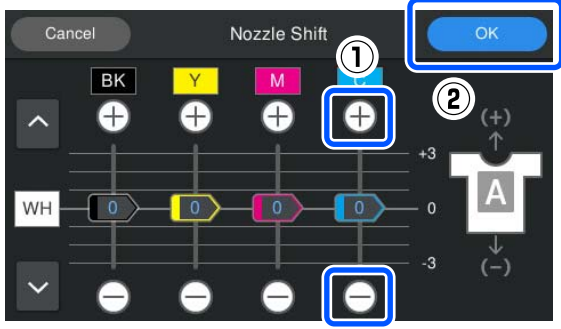 Cancel Nozzle Shift OK
①
②
BK Y M C
+ + + +
(+)
+3
A
WH 0 0 0 0 0
-3
(−)
− − − −